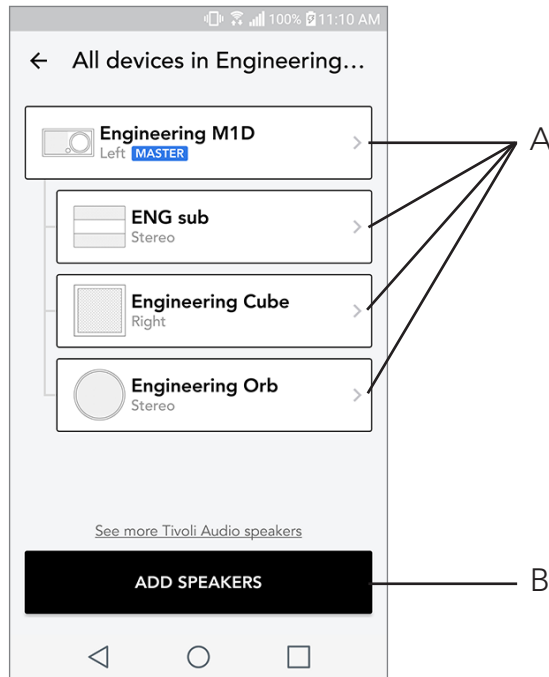 100% 11:10 AM
All devices in Engineering...
Engineering M1D
Left MASTER
A
ENG sub
Stereo
Engineering Cube
Right
Engineering Orb
Stereo
See more Tivoli Audio speakers
ADD SPEAKERS
B